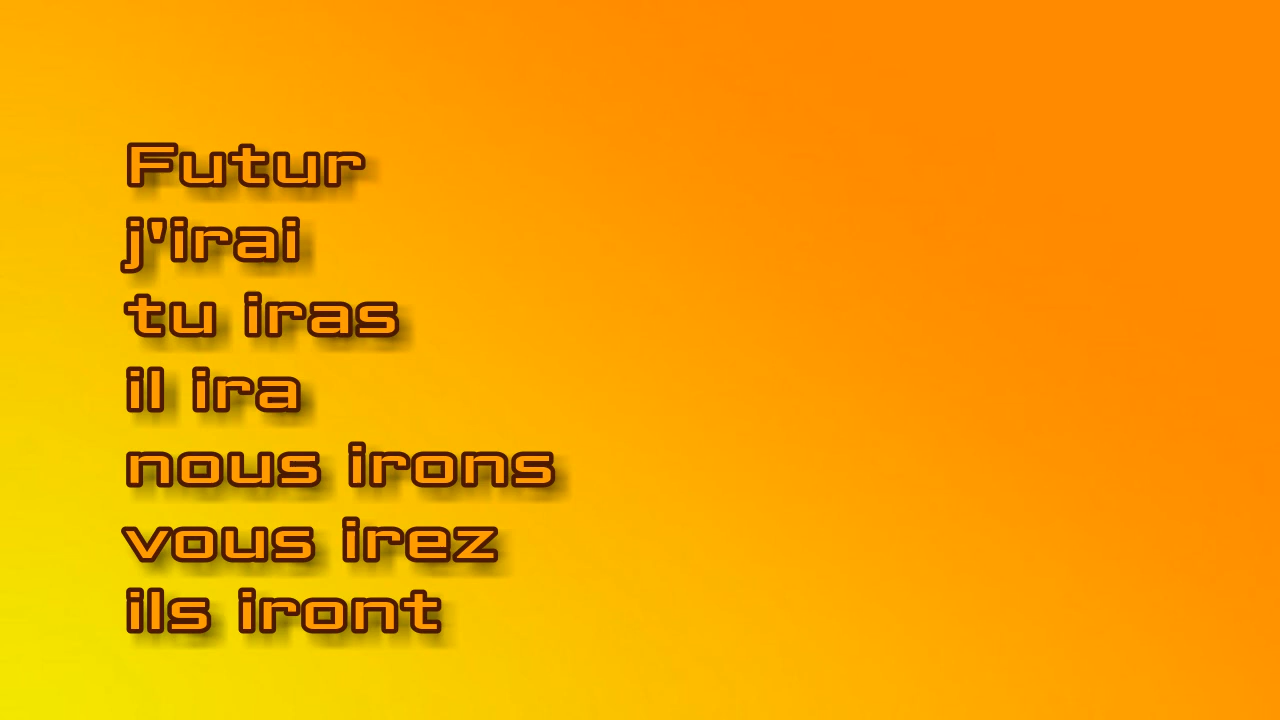 Futur
j'irai
tu iras
il ira
nous irons
vous irez
ils iront